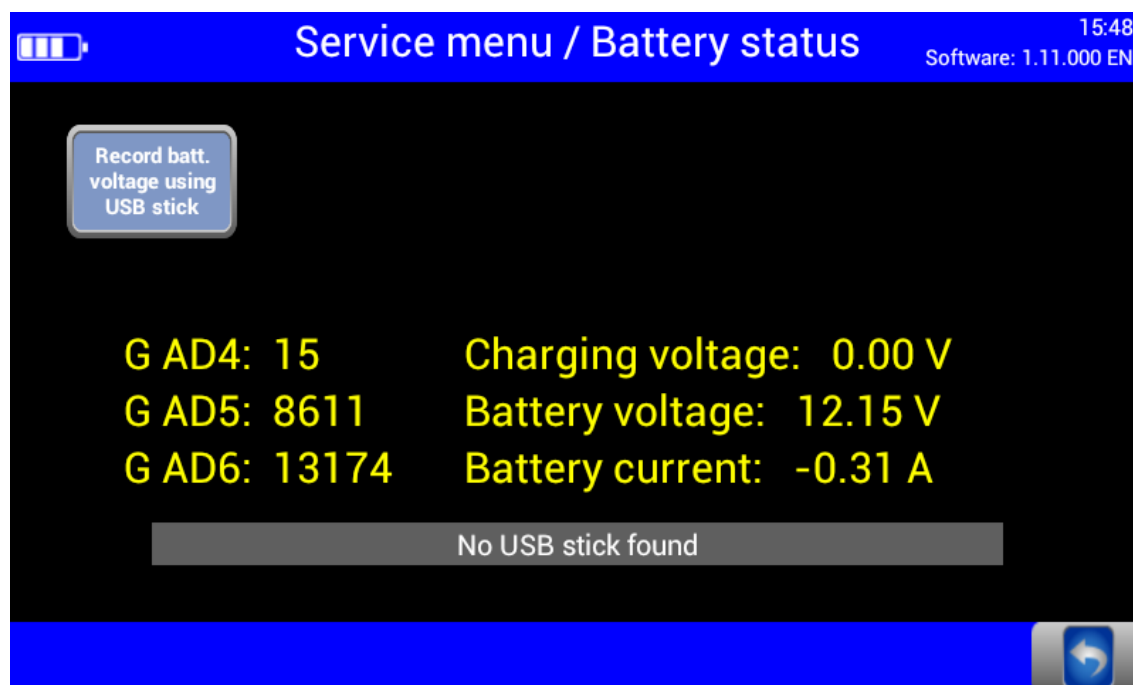 Service menu / Battery status
15:48
Software: 1.11.000 EN
Record batt.
voltage using
USB stick
G AD4: 15 Charging voltage: 0.00 V
G AD5: 8611 Battery voltage: 12.15 V
G AD6: 13174 Battery current: -0.31 A
No USB stick found